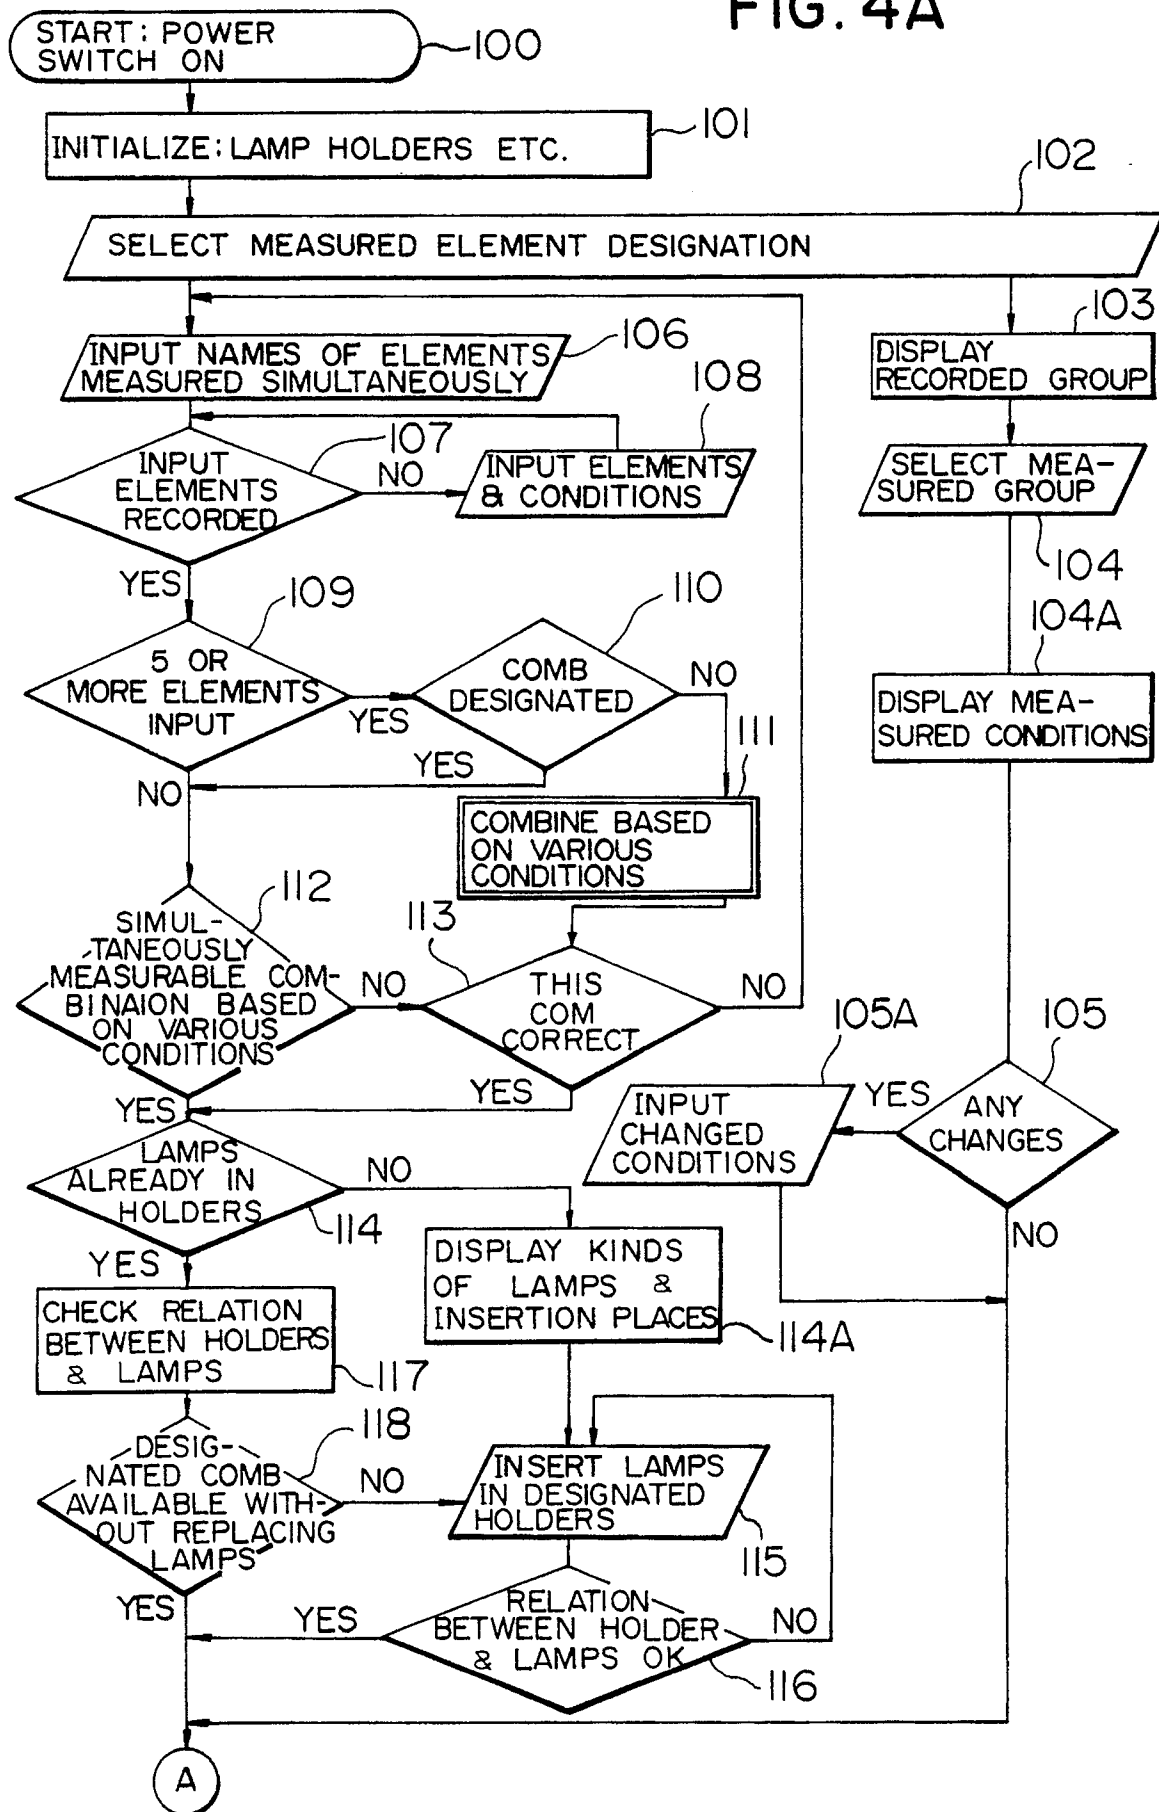 FIG. 4A
START: POWER
SWITCH ON
100
INITIALIZE: LAMP HOLDERS ETC.
101
102
SELECT MEASURED ELEMENT DESIGNATION
103
DISPLAY
RECORDED GROUP
106
INPUT NAMES OF ELEMENTS
MEASURED SIMULTANEOUSLY
108
107
INPUT
ELEMENTS
RECORDED
NO
INPUT ELEMENTS
& CONDITIONS
SELECT MEA-
SURED GROUP
104
YES
109
110
104A
5 OR
MORE ELEMENTS
INPUT
YES
COMB
DESIGNATED
NO
DISPLAY MEA-
SURED CONDITIONS
111
YES
NO
COMBINE BASED
ON VARIOUS
CONDITIONS
112
SIMUL-
TANEOUSLY
MEASURABLE COM-
BINAION BASED
ON VARIOUS
CONDITIONS
NO
113
THIS
COM
CORRECT
NO
105A
105
YES
YES
INPUT
CHANGED
CONDITIONS
YES
ANY
CHANGES
NO
LAMPS
ALREADY IN
HOLDERS
NO
114
YES
DISPLAY KINDS
OF LAMPS &
INSERTION PLACES
114A
CHECK RELATION
BETWEEN HOLDERS
& LAMPS
117
118
DESIG-
NATED COMB
AVAILABLE WITH-
OUT REPLACING
LAMPS
NO
INSERT LAMPS
IN DESIGNATED
HOLDERS
115
YES
YES
RELATION
BETWEEN HOLDER
& LAMPS OK
NO
116
A